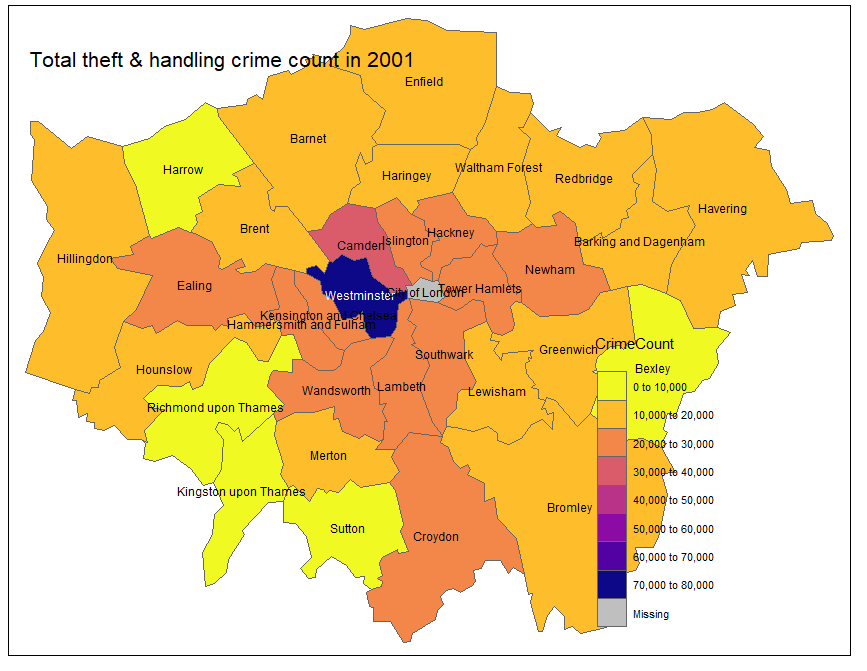 Total theft & handling crime count in 2001
Enfield
Barnet
Harrow
Haringey
Waltham Forest
Redbridge
Havering
Brent
Camden
Islington
Hackney
Barking and Dagenham
Hillingdon
Ealing
Newham
Westminster
City of London
Tower Hamlets
Kensington and Chelsea
Hammersmith and Fulham
Hounslow
Southwark
Greenwich
Bexley
Wandsworth
Lambeth
Lewisham
Richmond upon Thames
Merton
Kingston upon Thames
Sutton
Croydon
Bromley
CrimeCount
0 to 10,000
10,000 to 20,000
20,000 to 30,000
30,000 to 40,000
40,000 to 50,000
50,000 to 60,000
60,000 to 70,000
70,000 to 80,000
Missing